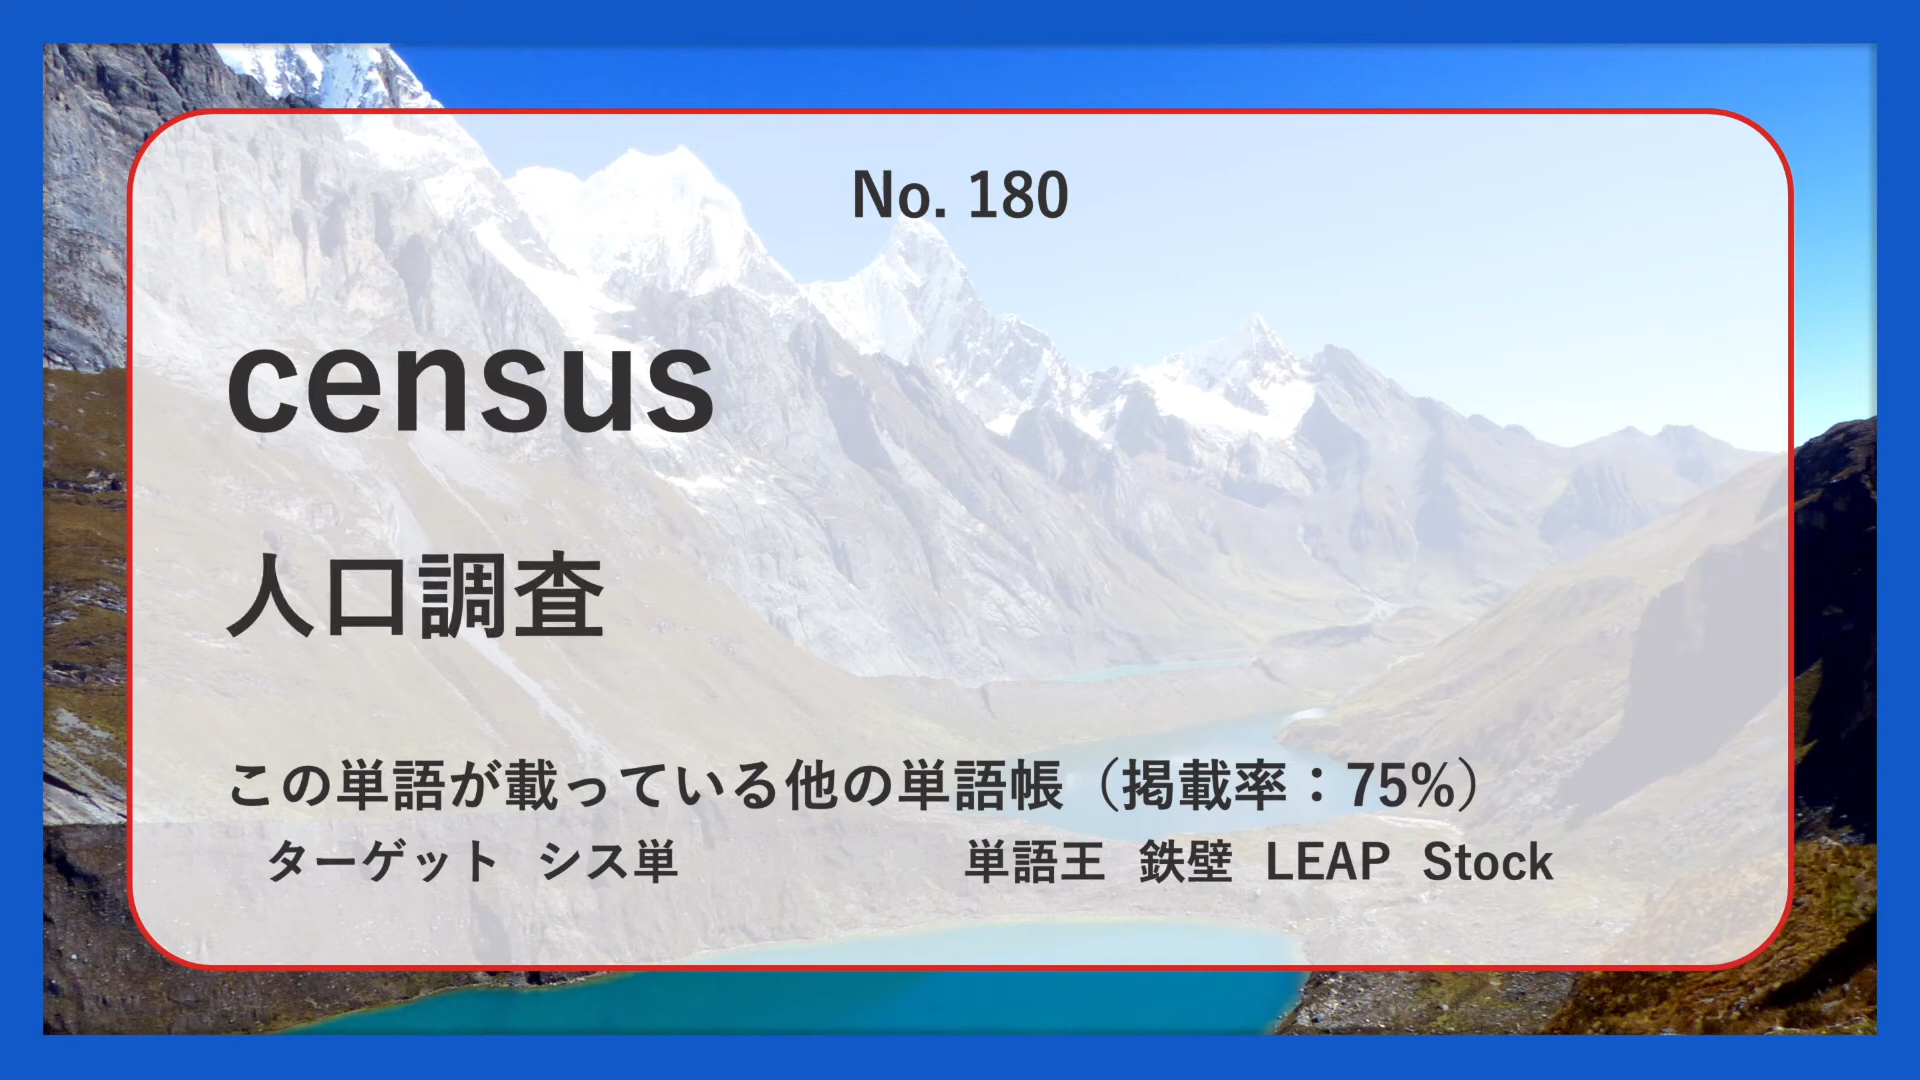 No. 180
census
人口調査
この単語が載っている他の単語帳（掲載率：75%）
ターゲット シス単 単語王 鉄壁 LEAP Stock